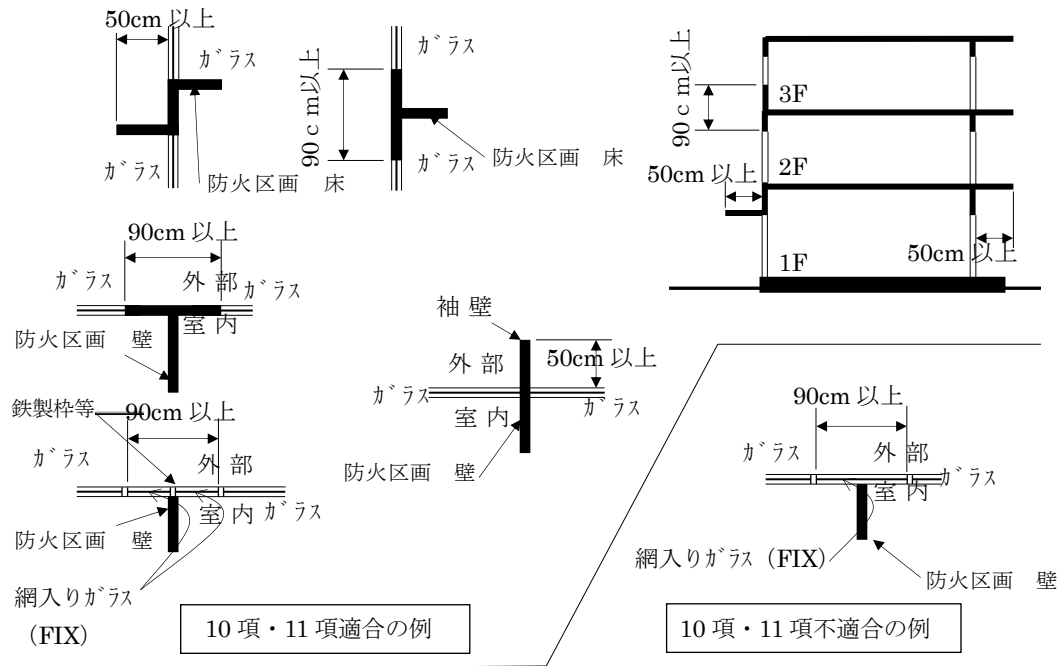 50cm 以上
ガラス
ガラス
防火区画 床
90ｃｍ以上
ガラス
ガラス
防火区画 床
90ｃｍ以上
3F
2F
50cm 以上
1F
50cm 以上
90cm 以上
ガラス
外部
ガラス
室内
防火区画 壁
袖壁
外部
50cm 以上
ガラス
ガラス
室内
防火区画 壁
鉄製枠等
90cm 以上
ガラス
外部
室内
ガラス
防火区画 壁
網入りガラス
(FIX)
10 項・11 項適合の例
90cm 以上
ガラス
外部
ガラス
室内
網入りガラス (FIX)
防火区画 壁
10 項・11 項不適合の例